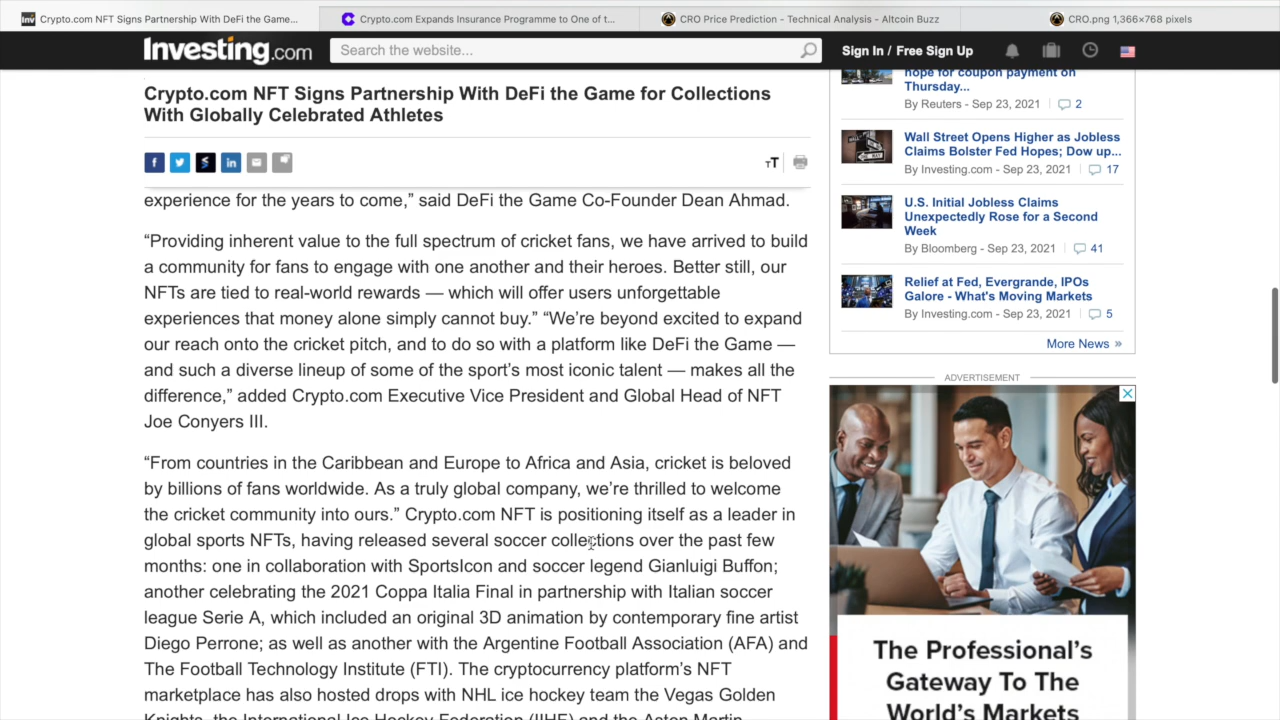 Crypto.com NFT Signs Partnership With DeFi the Game...
Crypto.com Expands Insurance Programme to One of t...
CRO Price Prediction - Technical Analysis - Altcoin Buzz
CRO.png 1,366×768 pixels
Investing.com
Search the website...
Sign In / Free Sign Up
Crypto.com NFT Signs Partnership With DeFi the Game for Collections
With Globally Celebrated Athletes
experience for the years to come,” said DeFi the Game Co-Founder Dean Ahmad.
“Providing inherent value to the full spectrum of cricket fans, we have arrived to build
a community for fans to engage with one another and their heroes. Better still, our
NFTs are tied to real-world rewards — which will offer users unforgettable
experiences that money alone simply cannot buy.” “We’re beyond excited to expand
our reach onto the cricket pitch, and to do so with a platform like DeFi the Game —
and such a diverse lineup of some of the sport’s most iconic talent — makes all the
difference,” added Crypto.com Executive Vice President and Global Head of NFT
Joe Conyers III.
“From countries in the Caribbean and Europe to Africa and Asia, cricket is beloved
by billions of fans worldwide. As a truly global company, we’re thrilled to welcome
the cricket community into ours.” Crypto.com NFT is positioning itself as a leader in
global sports NFTs, having released several soccer collections over the past few
months: one in collaboration with SportsIcon and soccer legend Gianluigi Buffon;
another celebrating the 2021 Coppa Italia Final in partnership with Italian soccer
league Serie A, which included an original 3D animation by contemporary fine artist
Diego Perrone; as well as another with the Argentine Football Association (AFA) and
The Football Technology Institute (FTI). The cryptocurrency platform’s NFT
marketplace has also hosted drops with NHL ice hockey team the Vegas Golden
Knights, the International Ice Hockey Federation (IIHF) and the Aston Martin
hope for coupon payment on
Thursday...
By Reuters - Sep 23, 2021 | 2
Wall Street Opens Higher as Jobless
Claims Bolster Fed Hopes; Dow up...
By Investing.com - Sep 23, 2021 | 17
U.S. Initial Jobless Claims
Unexpectedly Rose for a Second
Week
By Bloomberg - Sep 23, 2021 | 41
Relief at Fed, Evergrande, IPOs
Galore - What's Moving Markets
By Investing.com - Sep 23, 2021 | 5
More News »
ADVERTISEMENT
The Professional’s
Gateway To The
World’s Markets